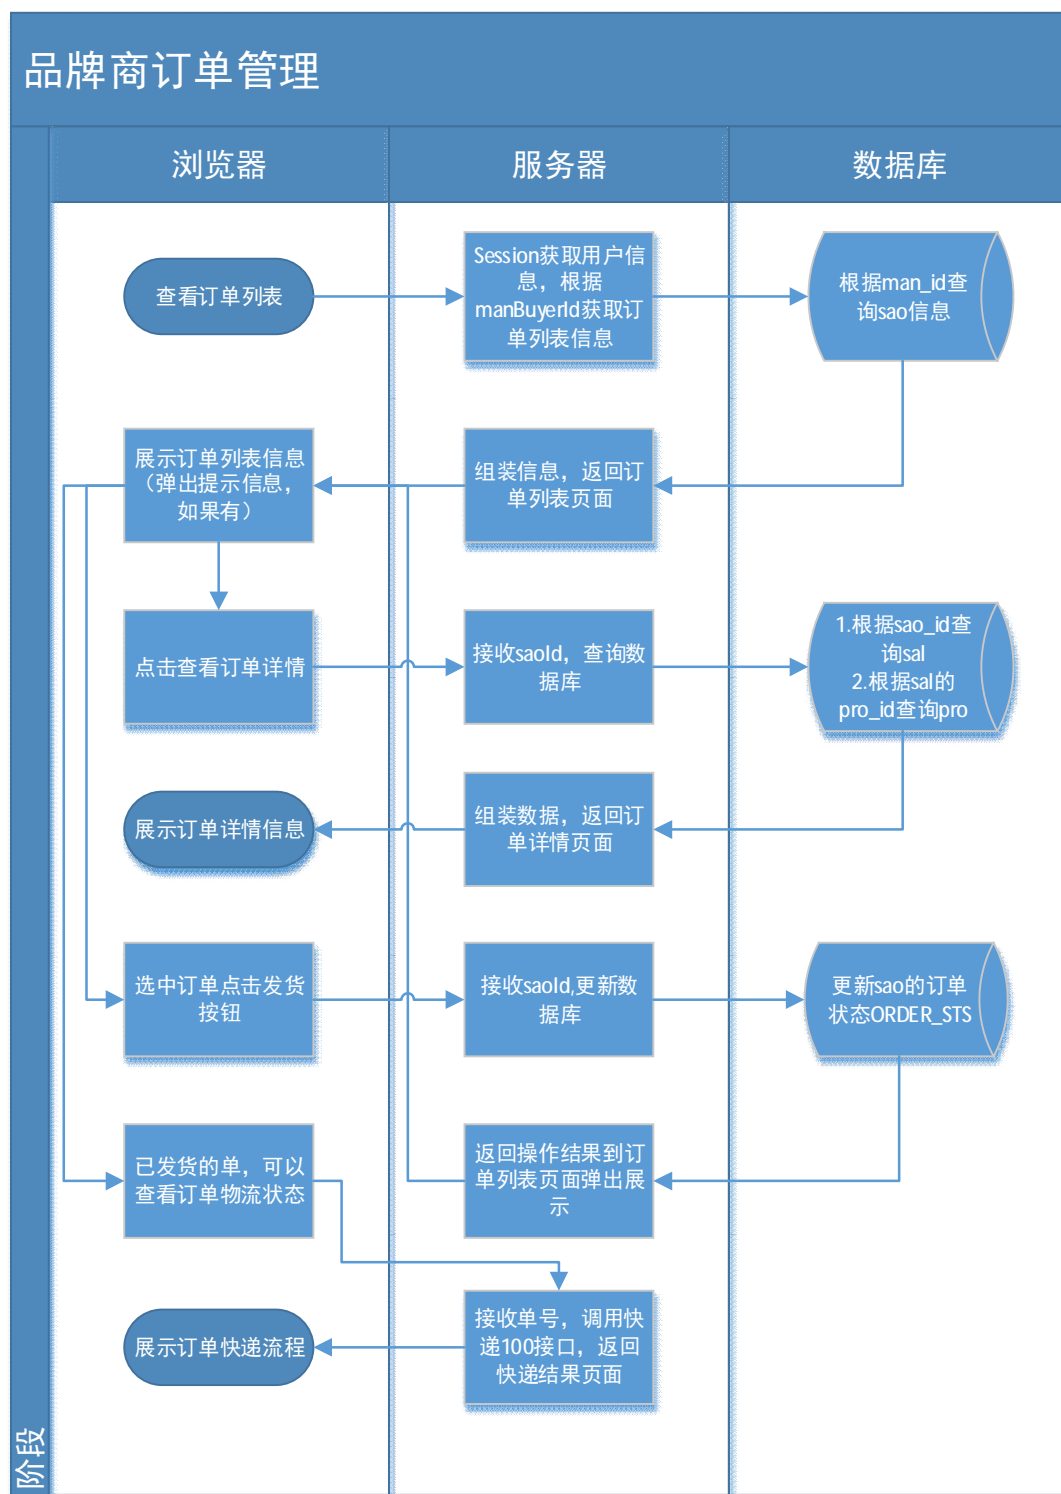 品牌商订单管理
浏览器
服务器
数据库
查看订单列表
Session获取用户信
息，根据
manBuyerId获取订
单列表信息
根据man_id查
询sao信息
展示订单列表信息
（弹出提示信息，
如果有）
组装信息，返回订
单列表页面
点击查看订单详情
接收saoId，查询数
据库
1.根据sao_id查
询sal
2.根据sal的
pro_id查询pro
展示订单详情信息
组装数据，返回订
单详情页面
选中订单点击发货
按钮
接收saoId,更新数
据库
更新sao的订单
状态ORDER_STS
已发货的单，可以
查看订单物流状态
返回操作结果到订
单列表页面弹出展
示
展示订单快递流程
接收单号，调用快
递100接口，返回
快递结果页面
阶段